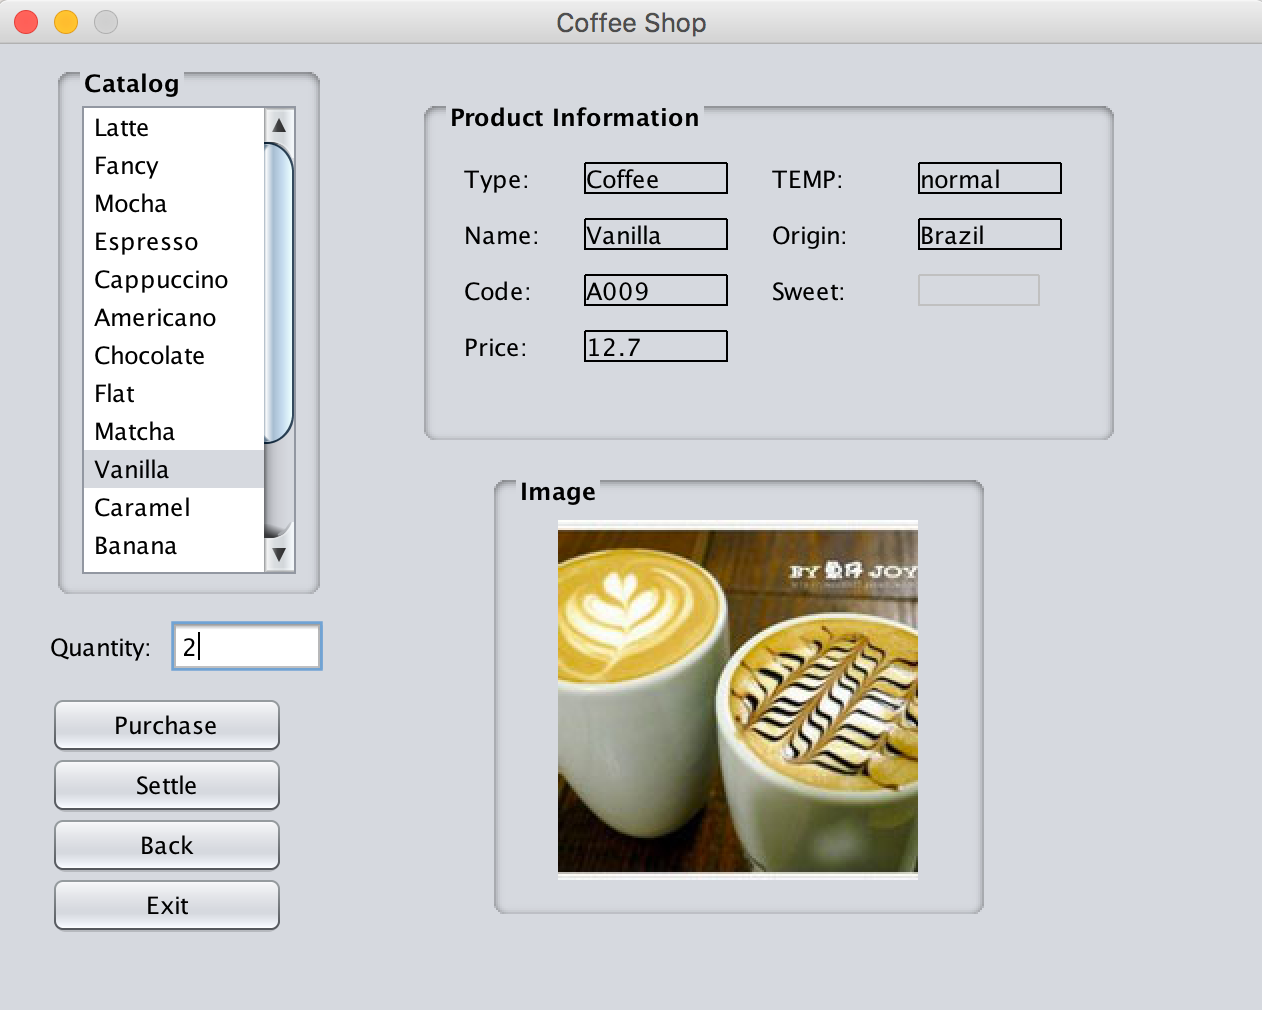 Coffee Shop
Catalog
Latte
Fancy
Mocha
Espresso
Cappuccino
Americano
Chocolate
Flat
Matcha
Vanilla
Caramel
Banana
Quantity: 2
Purchase
Settle
Back
Exit
Product Information
Type: Coffee TEMP: normal
Name: Vanilla Origin: Brazil
Code: A009 Sweet:
Price: 12.7
Image
BY JOY